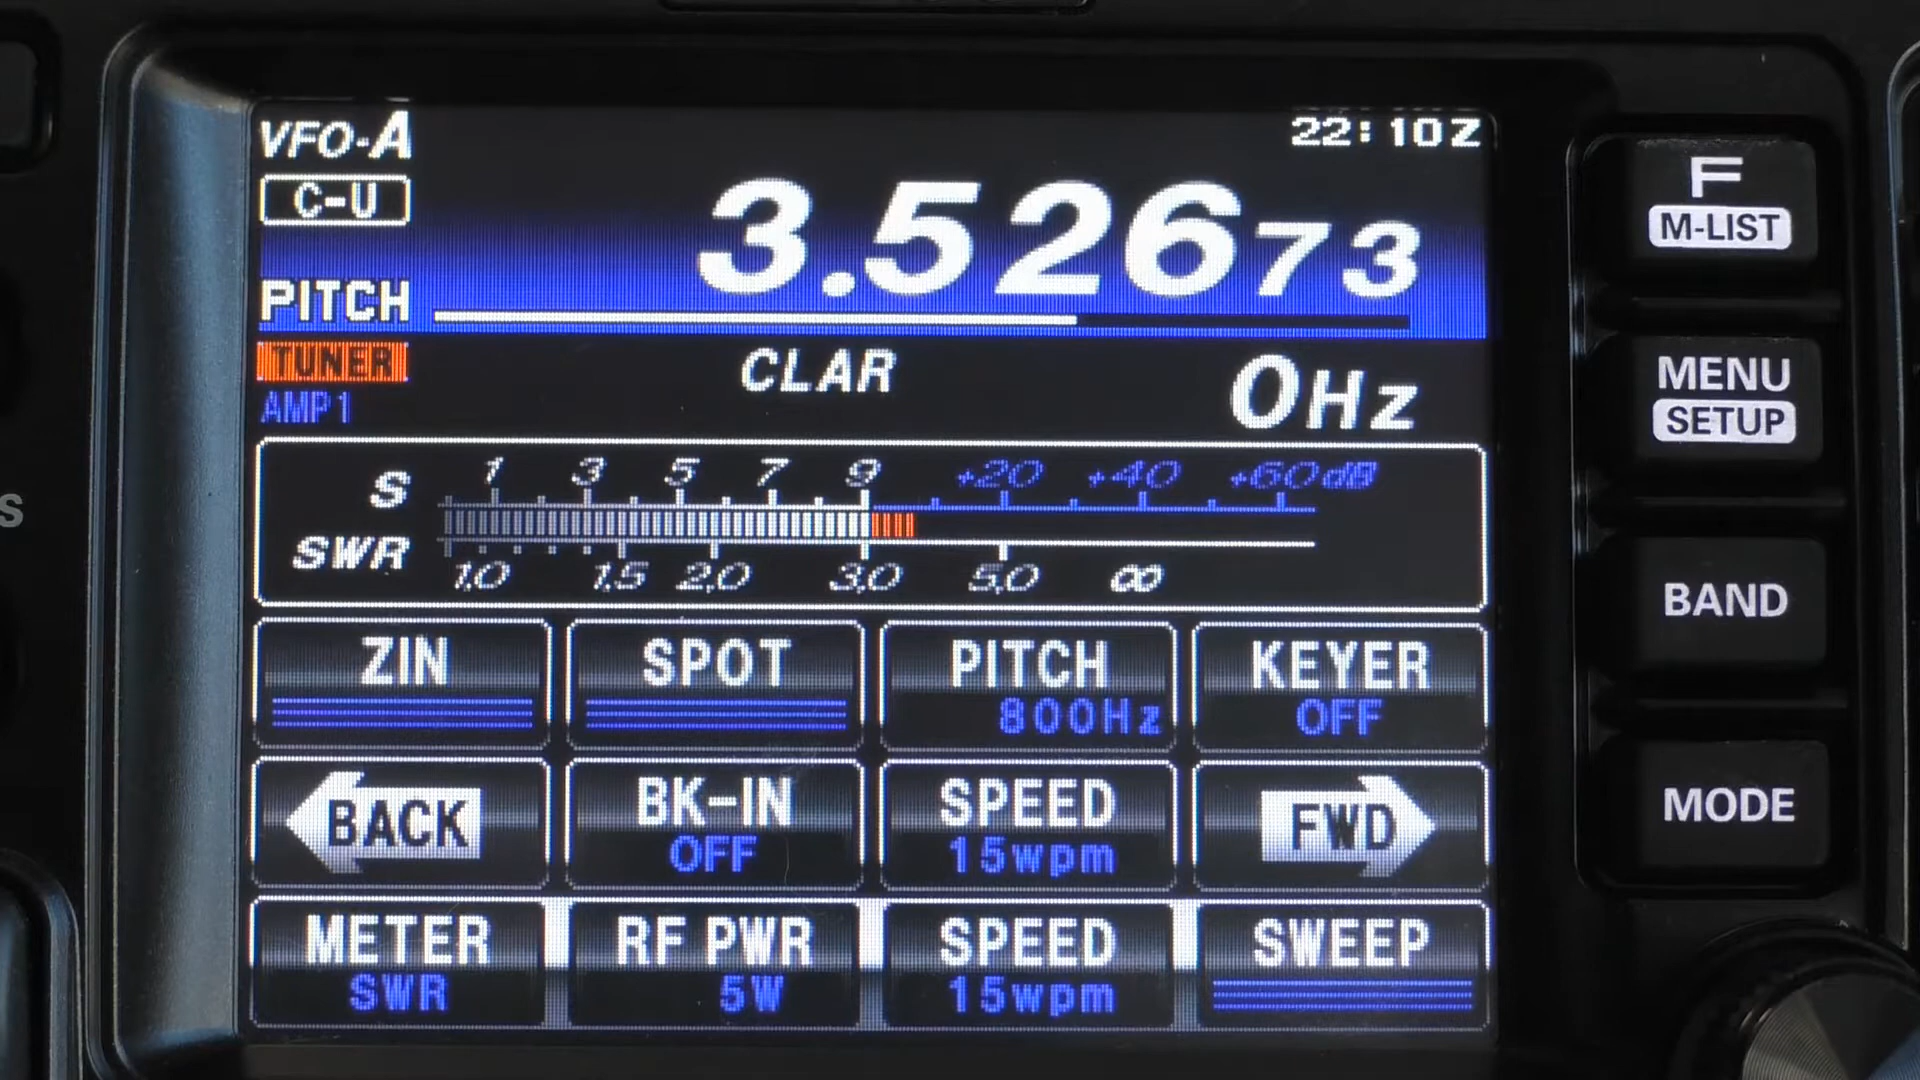 VFO-A
22:10Z
C-U
3.52673
PITCH
TUNER
CLAR
0Hz
AMP1
S 1 3 5 7 9 +20 +40 +60dB
SWR 1,0 1,5 2,0 3,0 5,0 ∞
ZIN SPOT PITCH KEYER
800Hz OFF
BACK BK-IN SPEED FWD
OFF 15wpm
METER RF PWR SPEED SWEEP
SWR 5W 15wpm
F
M-LIST
MENU
SETUP
BAND
MODE
S